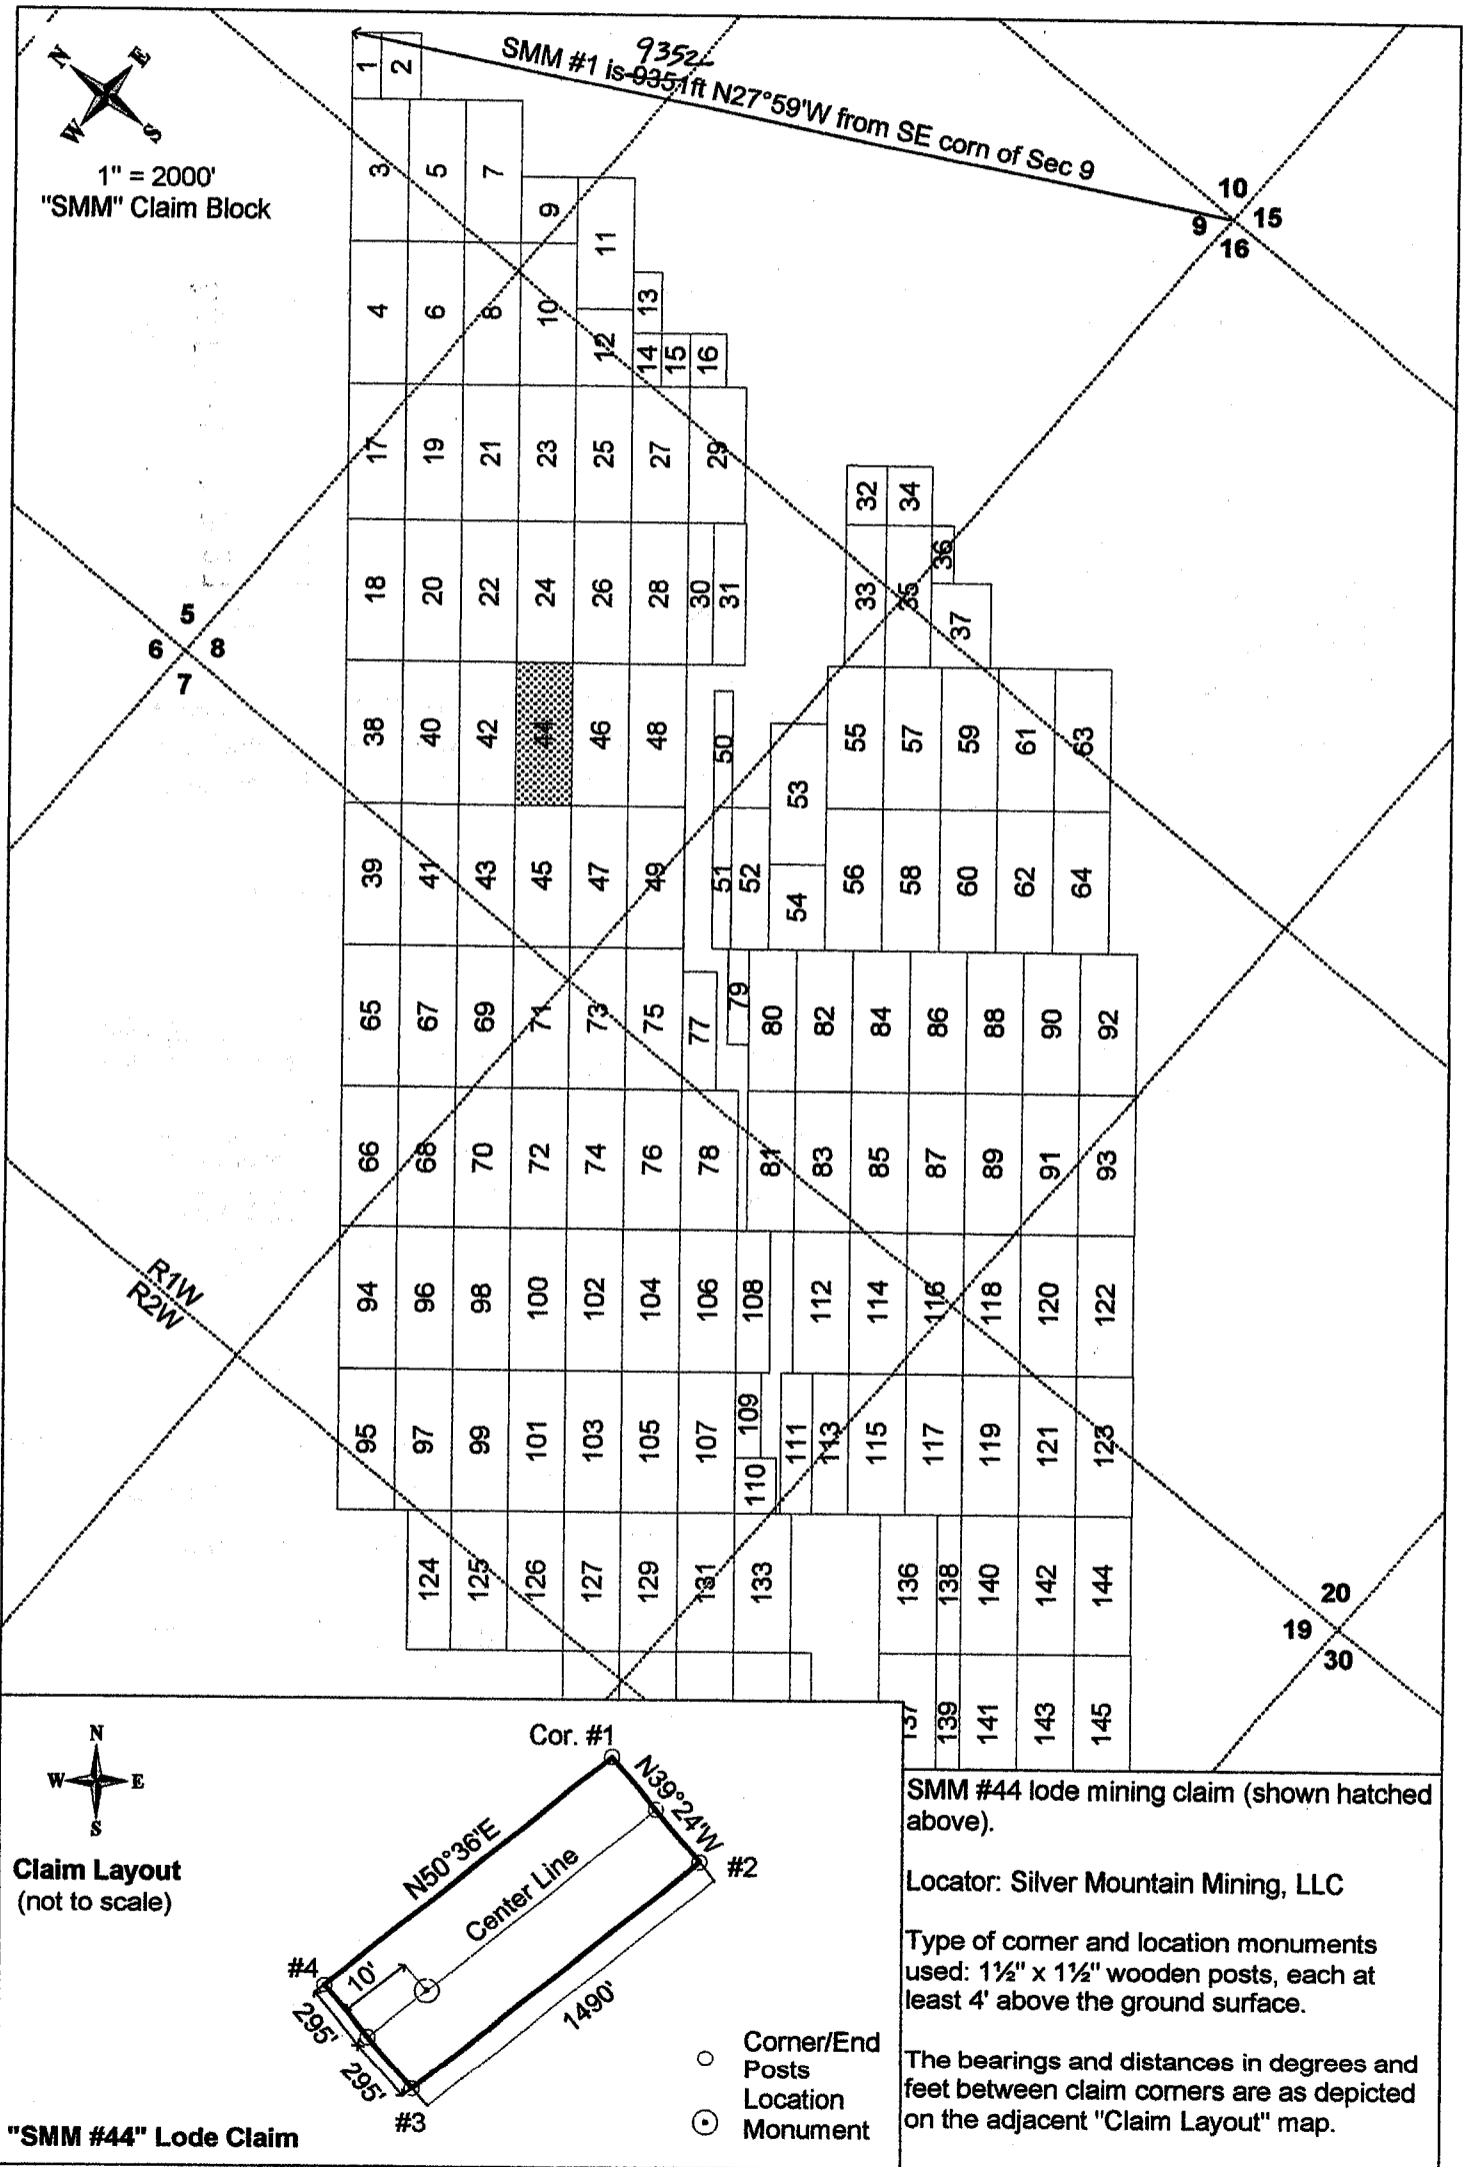 N
E
W
S
1" = 2000'
"SMM" Claim Block
9352
SMM #1 is 9351ft N27°59'W from SE corn of Sec 9
10
9 15
16
1 2
3 5 7
9
11
4 6 8 10
12
13
14 15 16
17 19 21 23 25 27 29
32 34
18 20 22 24 26 28 30 31
33 35 36
37
5
6 8
7
38 40 42 44 46 48
50
53
55 57 59 61 63
39 41 43 45 47 49
51 52
54
56 58 60 62 64
65 67 69 71 73 75
77
79
80 82 84 86 88 90 92
66 68 70 72 74 76 78
81 83 85 87 89 91 93
R1W
R2W
94 96 98 100 102 104 106 108
112 114 116 118 120 122
95 97 99 101 103 105 107
109
110
111 113 115 117 119 121 123
124 125 126 127 129 131 133
136 138 140 142 144
20
19
30
137 139 141 143 145
N
W E
S
Claim Layout
(not to scale)
Cor. #1
N39°24'W
#2
N50°36'E
Center Line
#4
10'
295'
295'
1490'
#3
Corner/End
Posts
Location
Monument
"SMM #44" Lode Claim
SMM #44 lode mining claim (shown hatched
above).
Locator: Silver Mountain Mining, LLC
Type of corner and location monuments
used: 1½" x 1½" wooden posts, each at
least 4' above the ground surface.
The bearings and distances in degrees and
feet between claim corners are as depicted
on the adjacent "Claim Layout" map.